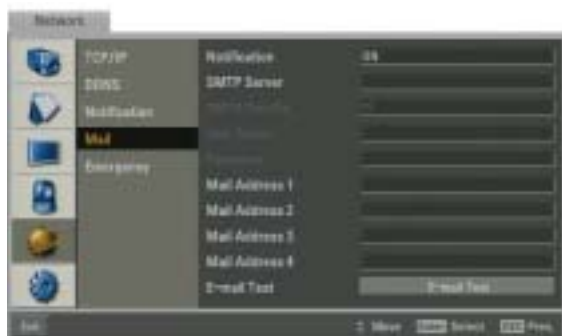 Network
TCP/IP
DDNS
Notification
Mail
Emergency
Notification ON
SMTP Server
Mail Address 1
Mail Address 2
Mail Address 3
Mail Address 4
E-mail Test E-mail Test
Exit Move Select Prev.